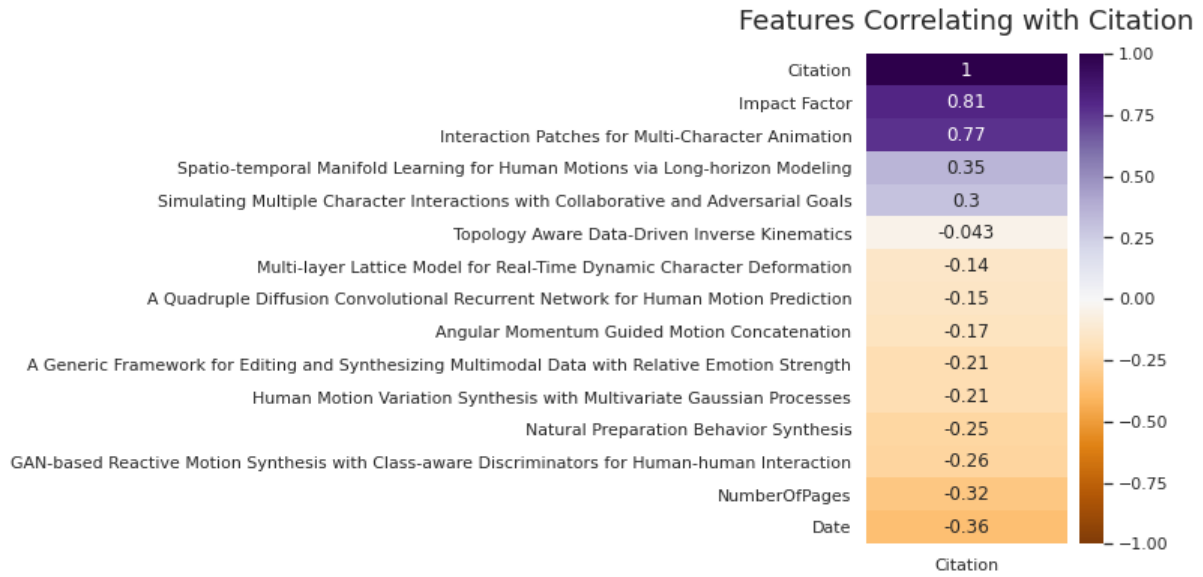 Features Correlating with Citation
Citation 1
Impact Factor 0.81
Interaction Patches for Multi-Character Animation 0.77
Spatio-temporal Manifold Learning for Human Motions via Long-horizon Modeling 0.35
Simulating Multiple Character Interactions with Collaborative and Adversarial Goals 0.3
Topology Aware Data-Driven Inverse Kinematics -0.043
Multi-layer Lattice Model for Real-Time Dynamic Character Deformation -0.14
A Quadruple Diffusion Convolutional Recurrent Network for Human Motion Prediction -0.15
Angular Momentum Guided Motion Concatenation -0.17
A Generic Framework for Editing and Synthesizing Multimodal Data with Relative Emotion Strength -0.21
Human Motion Variation Synthesis with Multivariate Gaussian Processes -0.21
Natural Preparation Behavior Synthesis -0.25
GAN-based Reactive Motion Synthesis with Class-aware Discriminators for Human-human Interaction -0.26
NumberOfPages -0.32
Date -0.36
Citation
1.00
0.75
0.50
0.25
0.00
−0.25
−0.50
−0.75
−1.00